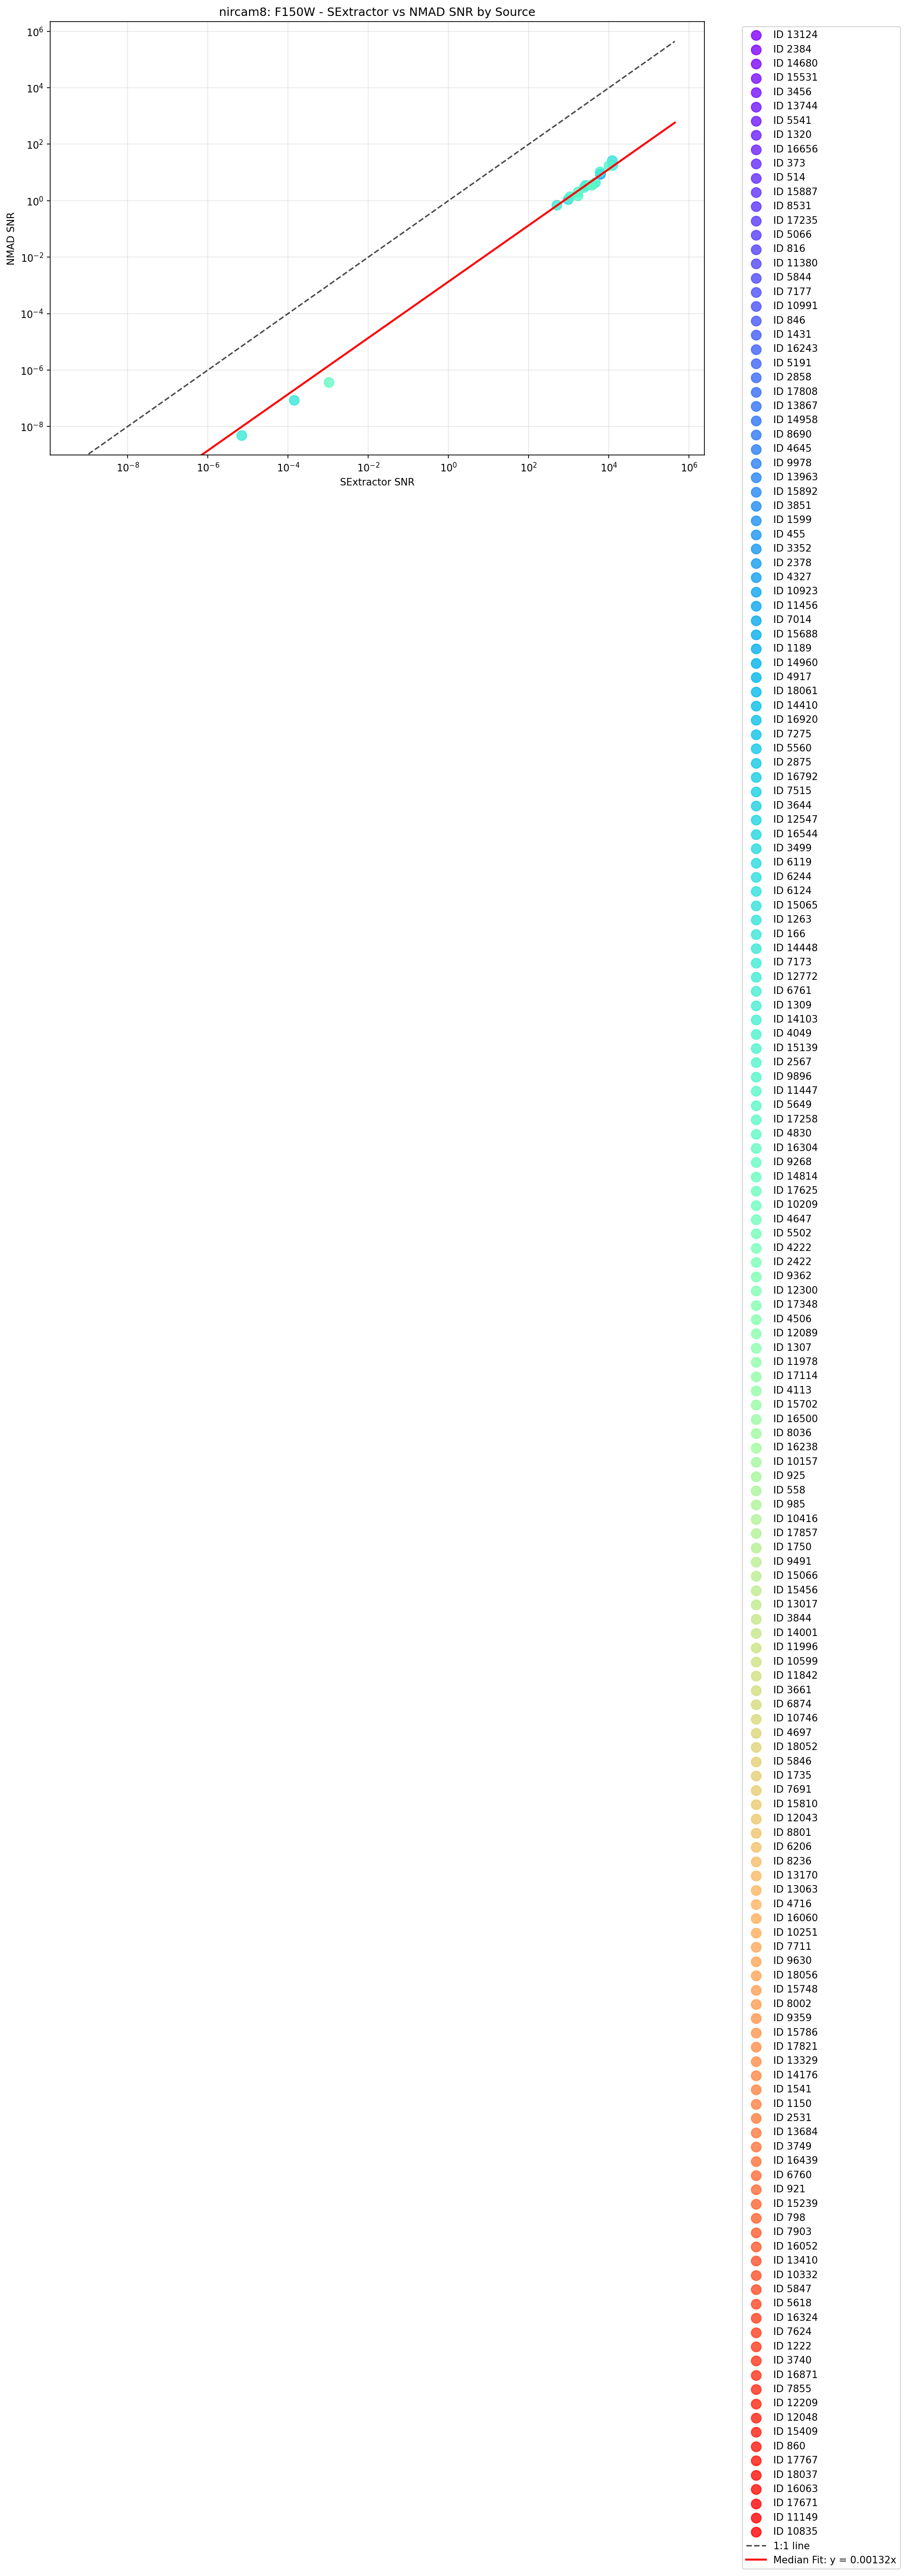 nircam8: F150W - SExtractor vs NMAD SNR by Source
NMAD SNR
10⁶
10⁴
10²
10⁰
10⁻²
10⁻⁴
10⁻⁶
10⁻⁸
10⁻⁸ 10⁻⁶ 10⁻⁴ 10⁻² 10⁰ 10² 10⁴ 10⁶
SExtractor SNR
ID 13124
ID 2384
ID 14680
ID 15531
ID 3456
ID 13744
ID 5541
ID 1320
ID 16656
ID 373
ID 514
ID 15887
ID 8531
ID 17235
ID 5066
ID 816
ID 11380
ID 5844
ID 7177
ID 10991
ID 846
ID 1431
ID 16243
ID 5191
ID 2858
ID 17808
ID 13867
ID 14958
ID 8690
ID 4645
ID 9978
ID 13963
ID 15892
ID 3851
ID 1599
ID 455
ID 3352
ID 2378
ID 4327
ID 10923
ID 11456
ID 7014
ID 15688
ID 1189
ID 14960
ID 4917
ID 18061
ID 14410
ID 16920
ID 7275
ID 5560
ID 2875
ID 16792
ID 7515
ID 3644
ID 12547
ID 16544
ID 3499
ID 6119
ID 6244
ID 6124
ID 15065
ID 1263
ID 166
ID 14448
ID 7173
ID 12772
ID 6761
ID 1309
ID 14103
ID 4049
ID 15139
ID 2567
ID 9896
ID 11447
ID 5649
ID 17258
ID 4830
ID 16304
ID 9268
ID 14814
ID 17625
ID 10209
ID 4647
ID 5502
ID 4222
ID 2422
ID 9362
ID 12300
ID 17348
ID 4506
ID 12089
ID 1307
ID 11978
ID 17114
ID 4113
ID 15702
ID 16500
ID 8036
ID 16238
ID 10157
ID 925
ID 558
ID 985
ID 10416
ID 17857
ID 1750
ID 9491
ID 15066
ID 15456
ID 13017
ID 3844
ID 14001
ID 11996
ID 10599
ID 11842
ID 3661
ID 6874
ID 10746
ID 4697
ID 18052
ID 5846
ID 1735
ID 7691
ID 15810
ID 12043
ID 8801
ID 6206
ID 8236
ID 13170
ID 13063
ID 4716
ID 16060
ID 10251
ID 7711
ID 9630
ID 18056
ID 15748
ID 8002
ID 9359
ID 15786
ID 17821
ID 13329
ID 14176
ID 1541
ID 1150
ID 2531
ID 13684
ID 3749
ID 16439
ID 6760
ID 921
ID 15239
ID 798
ID 7903
ID 16052
ID 13410
ID 10332
ID 5847
ID 5618
ID 16324
ID 7624
ID 1222
ID 3740
ID 16871
ID 7855
ID 12209
ID 12048
ID 15409
ID 860
ID 17767
ID 18037
ID 16063
ID 17671
ID 11149
ID 10835
1:1 line
Median Fit: y = 0.00132x